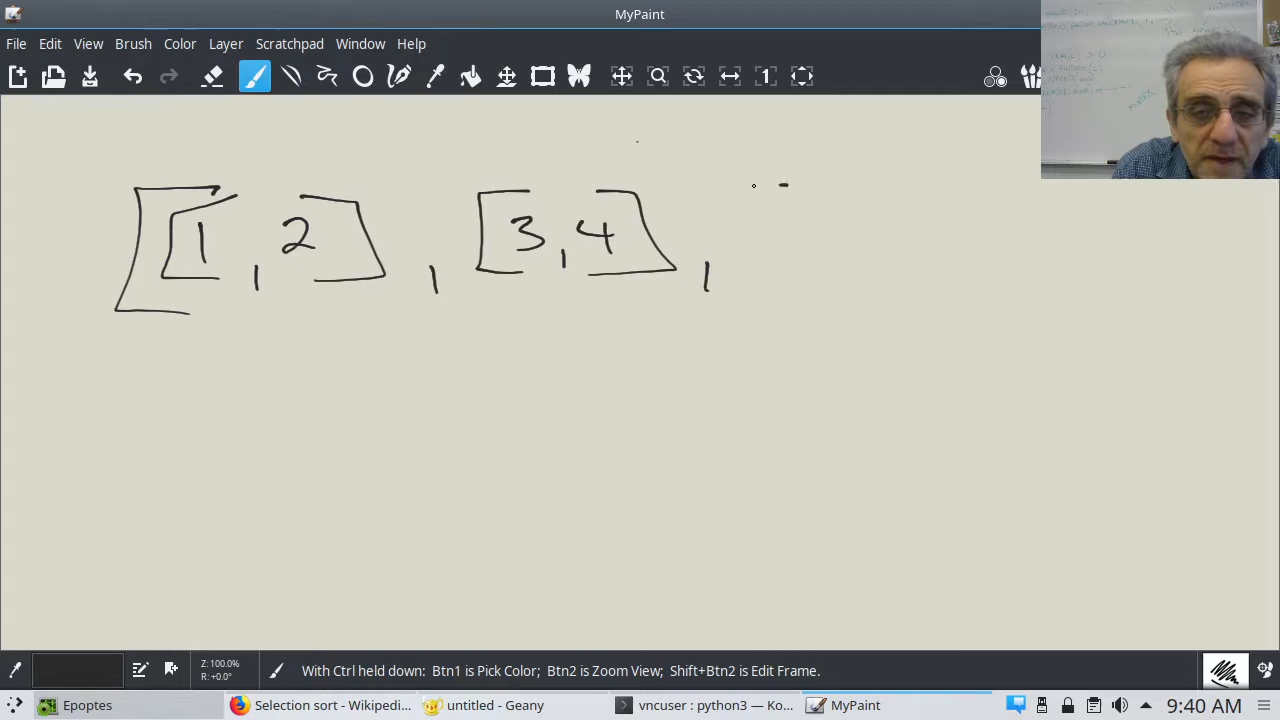 MyPaint
File Edit View Brush Color Layer Scratchpad Window Help
[[1, 2], [3,4],
Z: 100.0%
R: +0.0°
With Ctrl held down: Btn1 is Pick Color; Btn2 is Zoom View; Shift+Btn2 is Edit Frame.
Epoptes Selection sort - Wikipedi... untitled - Geany vncuser : python3 — Ko... MyPaint 9:40 AM